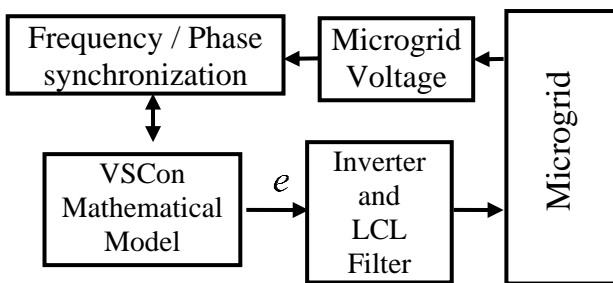 Frequency / Phase
synchronization
Microgrid
Voltage
Microgrid
VSCon
Mathematical
Model
e
Inverter
and
LCL
Filter